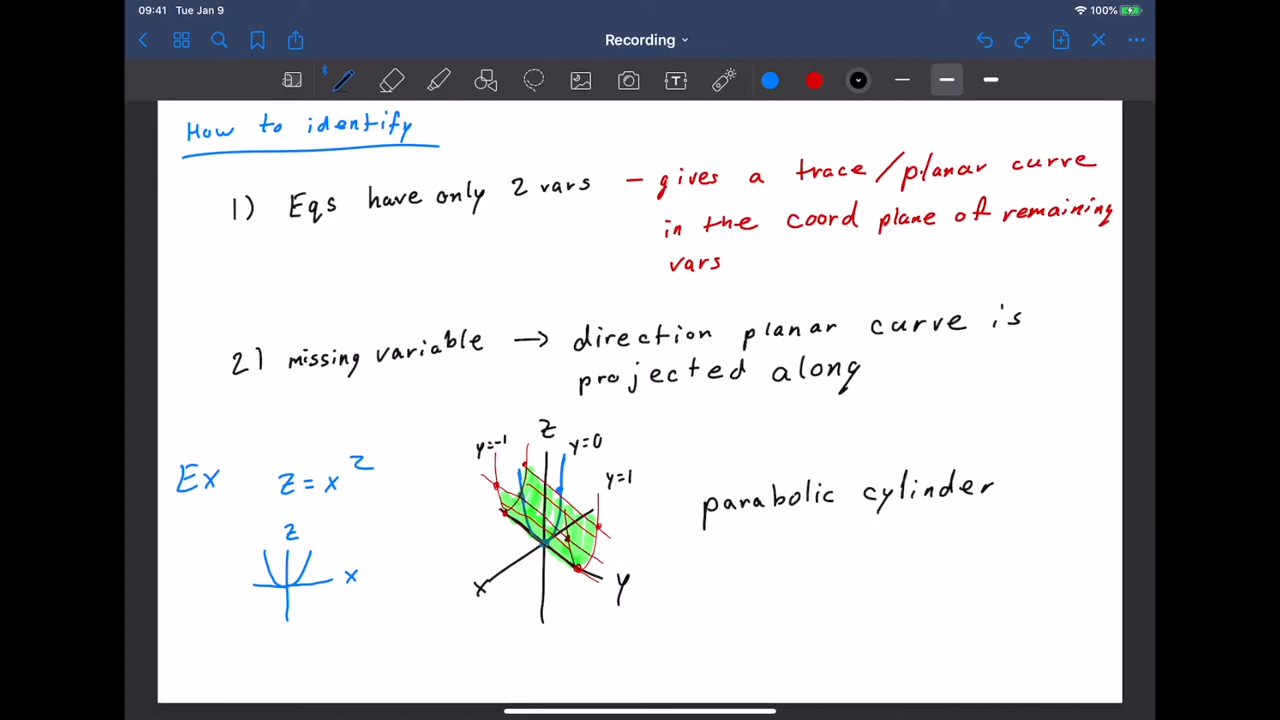 09:41 Tue Jan 9
100%
Recording
T
How to identify
1) Eqs have only 2 vars – gives a trace/planar curve
in the coord plane of remaining
vars
2) missing variable → direction planar curve is
projected along
Ex z = x²
z
x
z
y=-1
y=0
y=1
x
y
parabolic cylinder